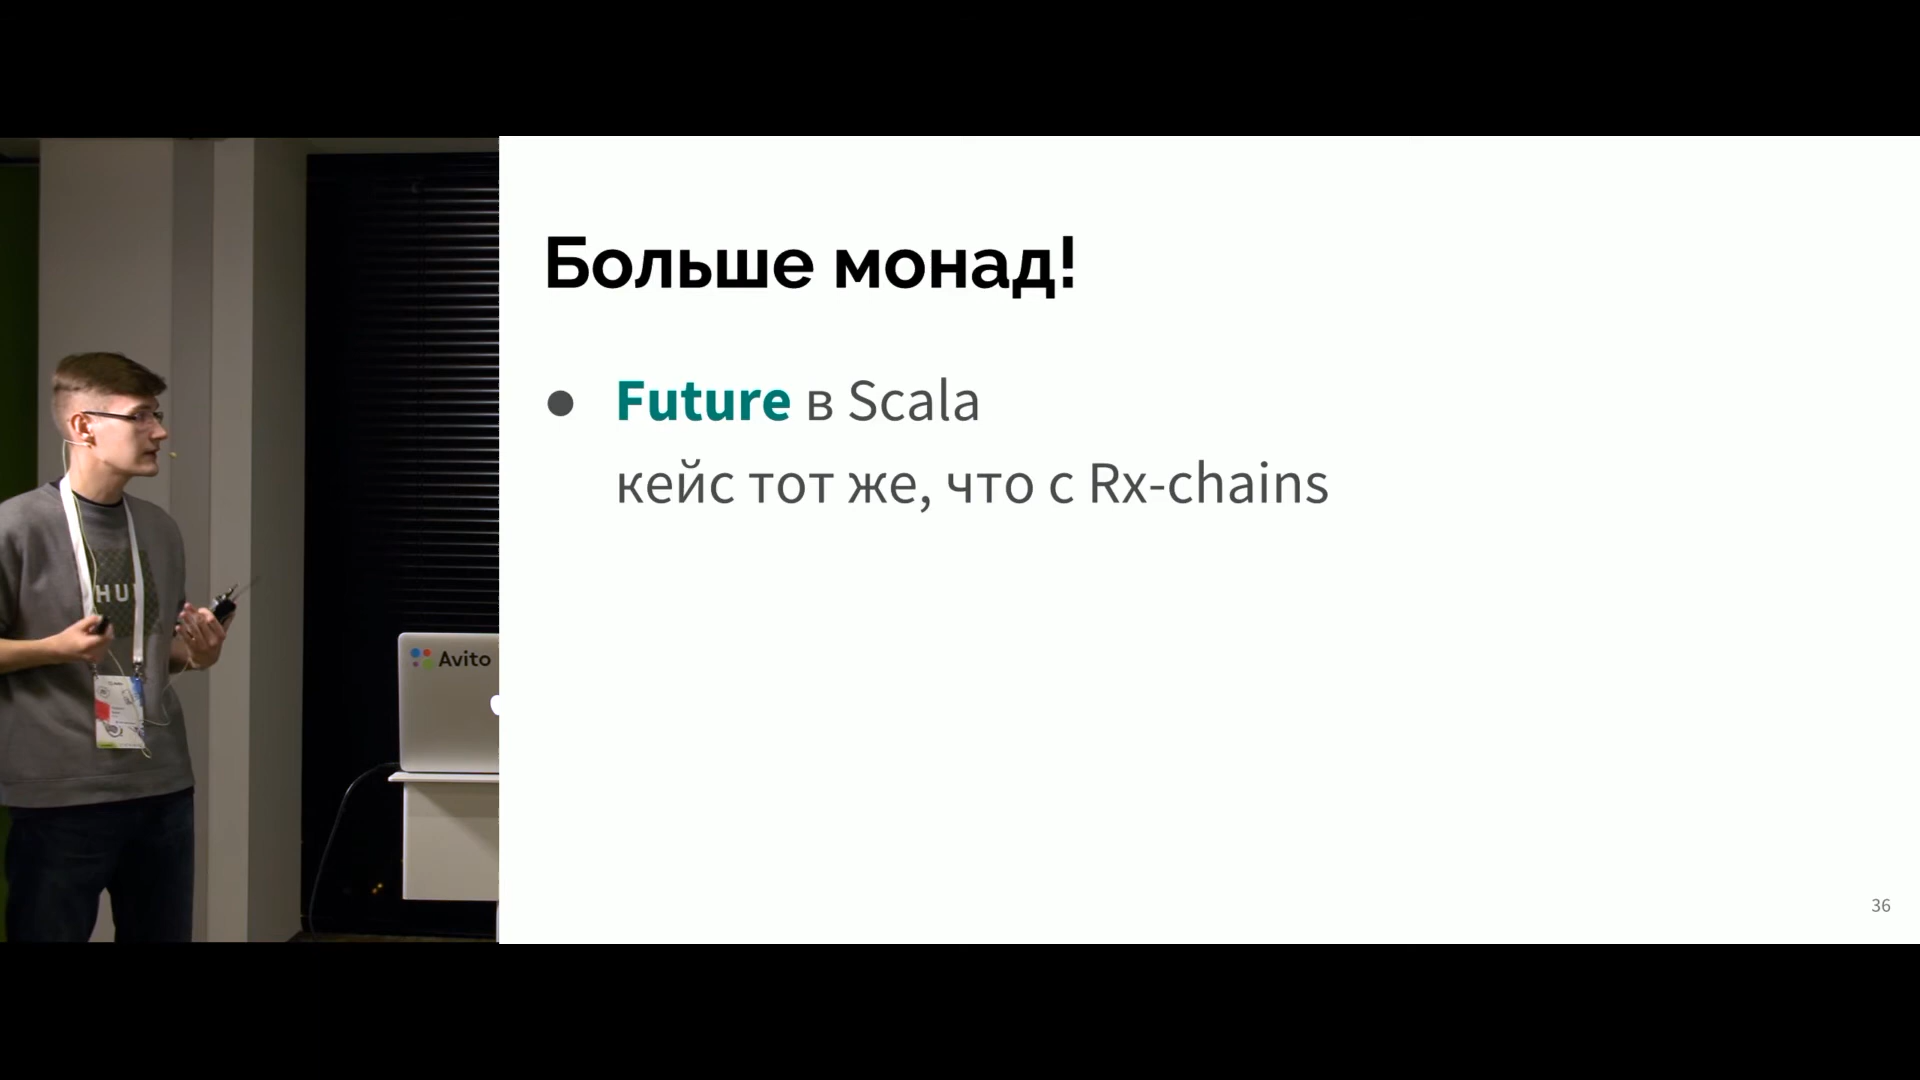 Больше монад!
● Future в Scala
кейс тот же, что с Rx-chains
Avito
36